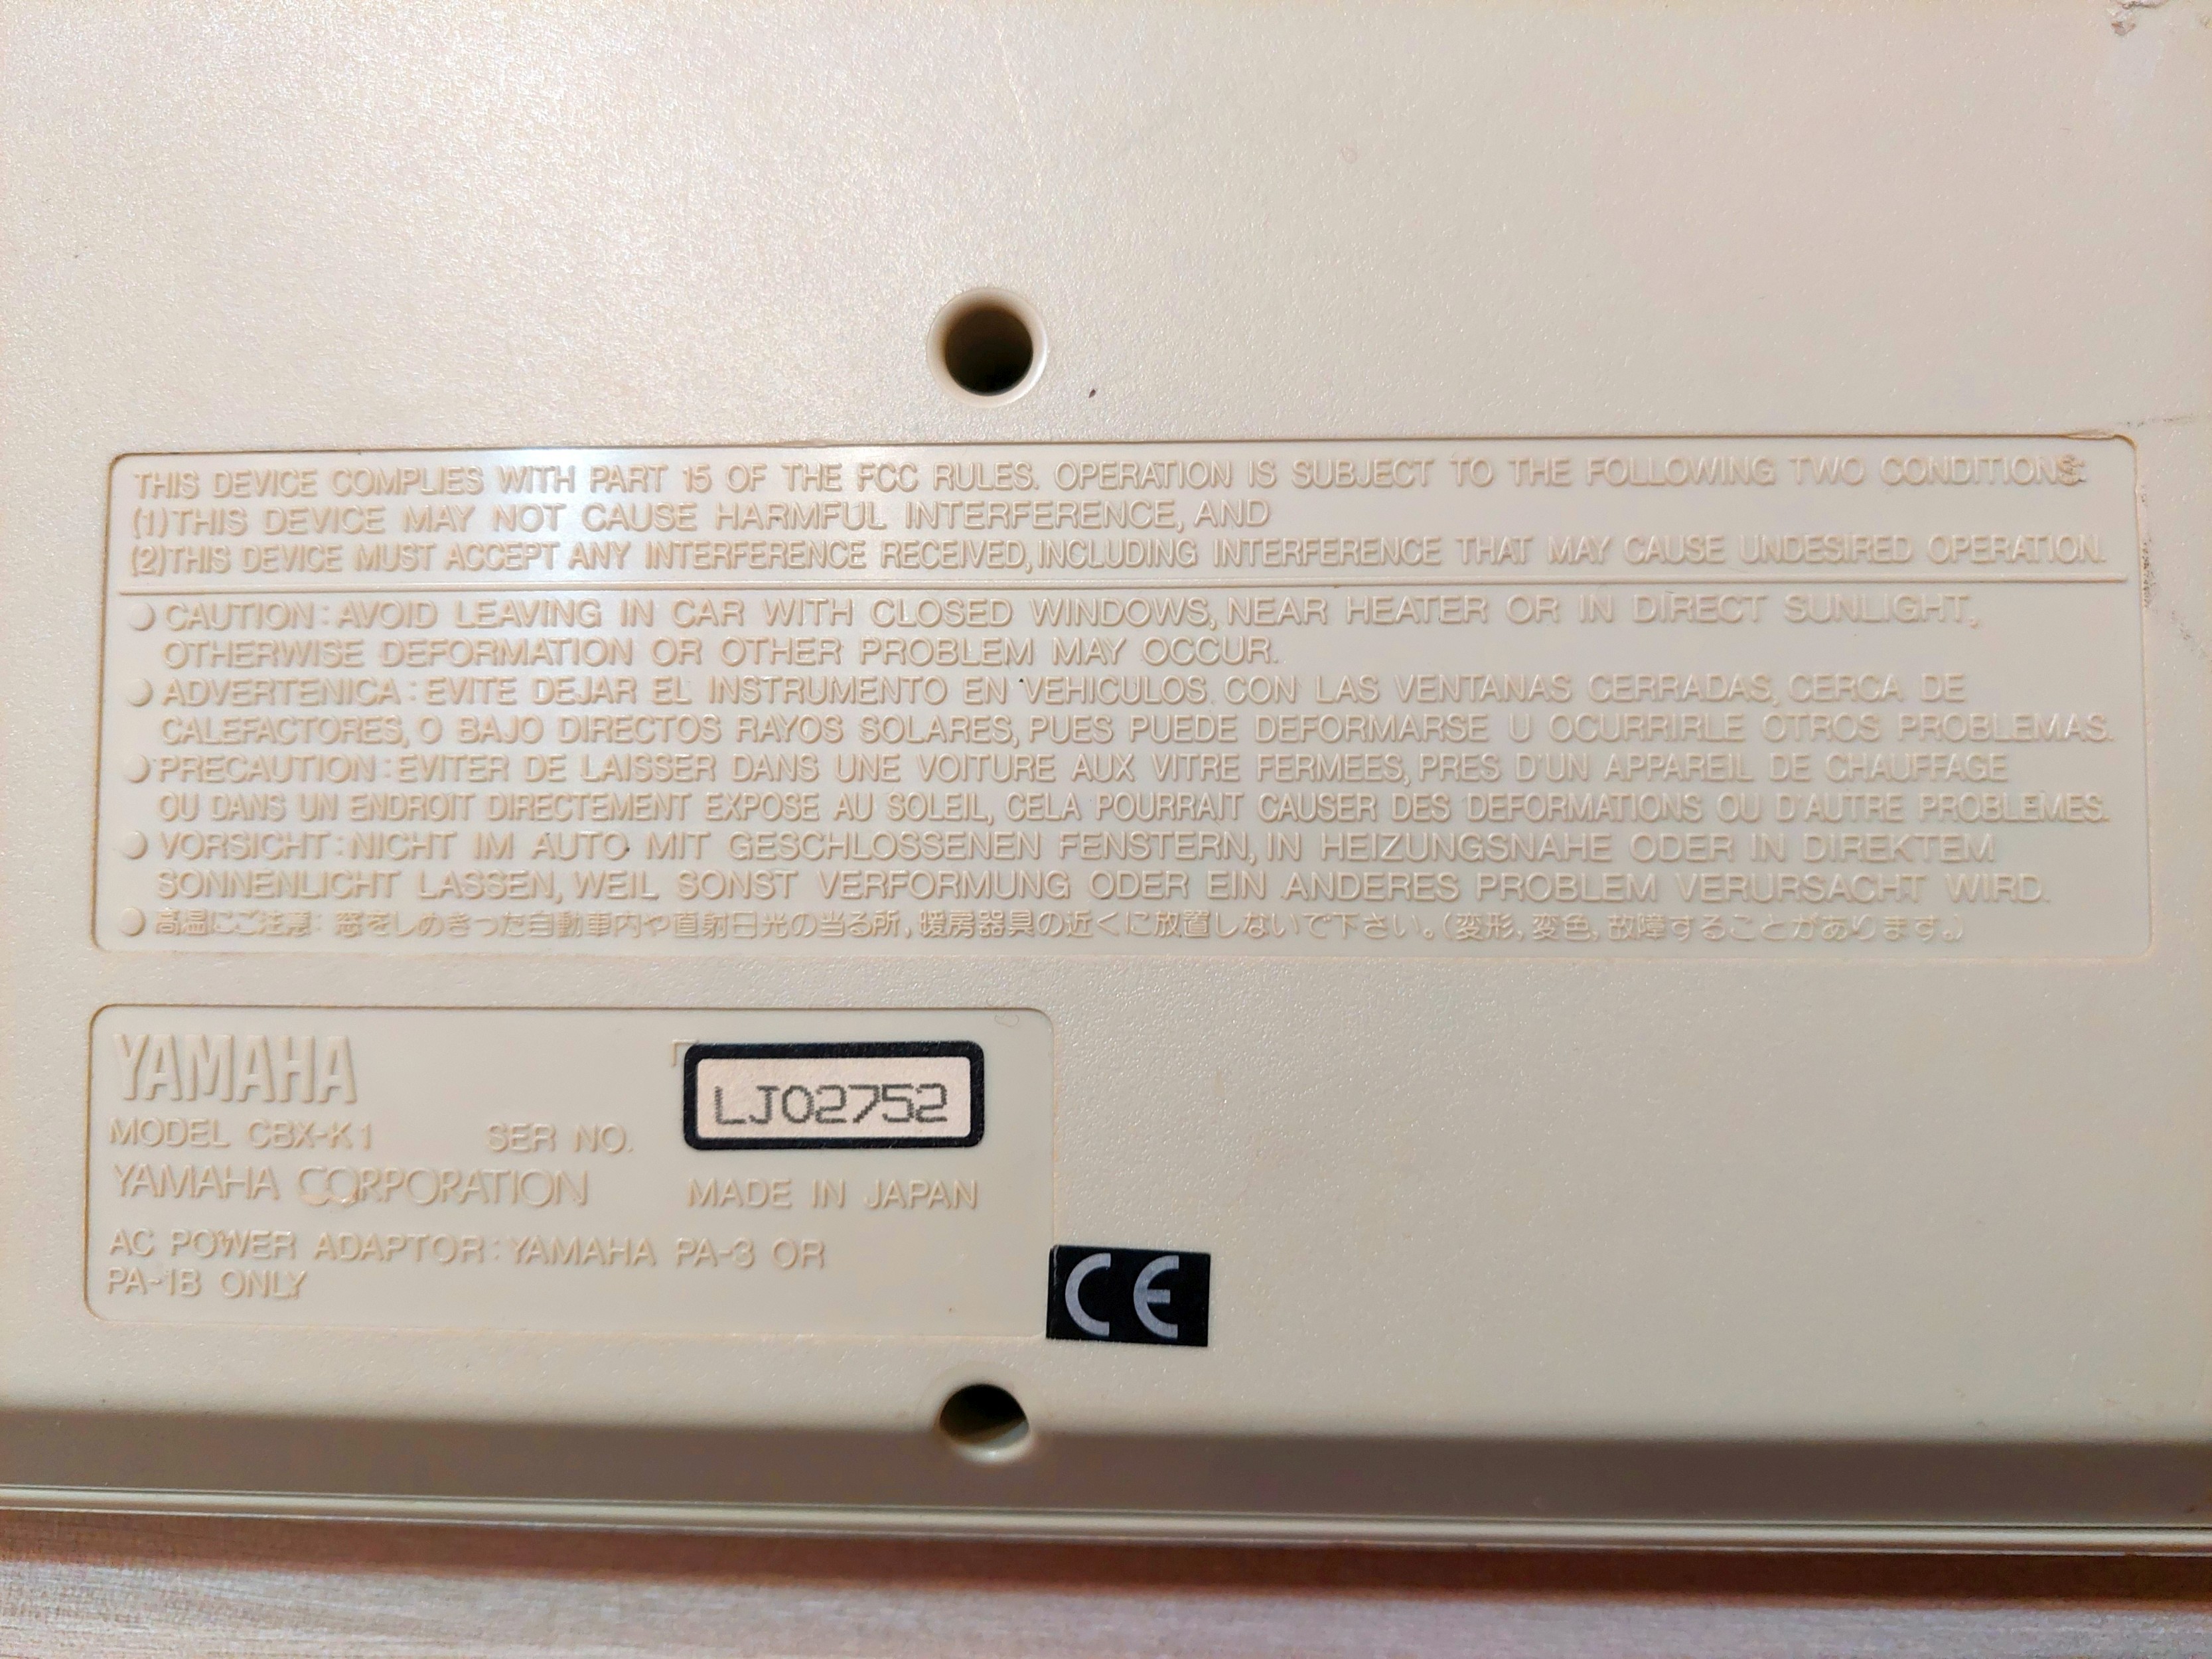 THIS DEVICE COMPLIES WITH PART 15 OF THE FCC RULES. OPERATION IS SUBJECT TO THE FOLLOWING TWO CONDITIONS:
(1)THIS DEVICE MAY NOT CAUSE HARMFUL INTERFERENCE, AND
(2)THIS DEVICE MUST ACCEPT ANY INTERFERENCE RECEIVED, INCLUDING INTERFERENCE THAT MAY CAUSE UNDESIRED OPERATION.
● CAUTION: AVOID LEAVING IN CAR WITH CLOSED WINDOWS, NEAR HEATER OR IN DIRECT SUNLIGHT,
OTHERWISE DEFORMATION OR OTHER PROBLEM MAY OCCUR.
● ADVERTENICA: EVITE DEJAR EL INSTRUMENTO EN VEHICULOS CON LAS VENTANAS CERRADAS, CERCA DE
CALEFACTORES, O BAJO DIRECTOS RAYOS SOLARES, PUES PUEDE DEFORMARSE U OCURRIRLE OTROS PROBLEMAS.
● PRECAUTION: EVITER DE LAISSER DANS UNE VOITURE AUX VITRE FERMEES, PRES D'UN APPAREIL DE CHAUFFAGE
OU DANS UN ENDROIT DIRECTEMENT EXPOSE AU SOLEIL, CELA POURRAIT CAUSER DES DEFORMATIONS OU D'AUTRE PROBLEMES.
● VORSICHT: NICHT IM AUTO MIT GESCHLOSSENEN FENSTERN, IN HEIZUNGSNAHE ODER IN DIREKTEM
SONNENLICHT LASSEN, WEIL SONST VERFORMUNG ODER EIN ANDERES PROBLEM VERURSACHT WIRD.
● 高温にご注意: 窓をしめきった自動車内や直射日光の当る所, 暖房器具の近くに放置しないで下さい。(変形, 変色, 故障することがあります。)
YAMAHA
MODEL CBX-K1 SER NO. LJ02752
YAMAHA CORPORATION MADE IN JAPAN
AC POWER ADAPTOR: YAMAHA PA-3 OR
PA-1B ONLY
CE